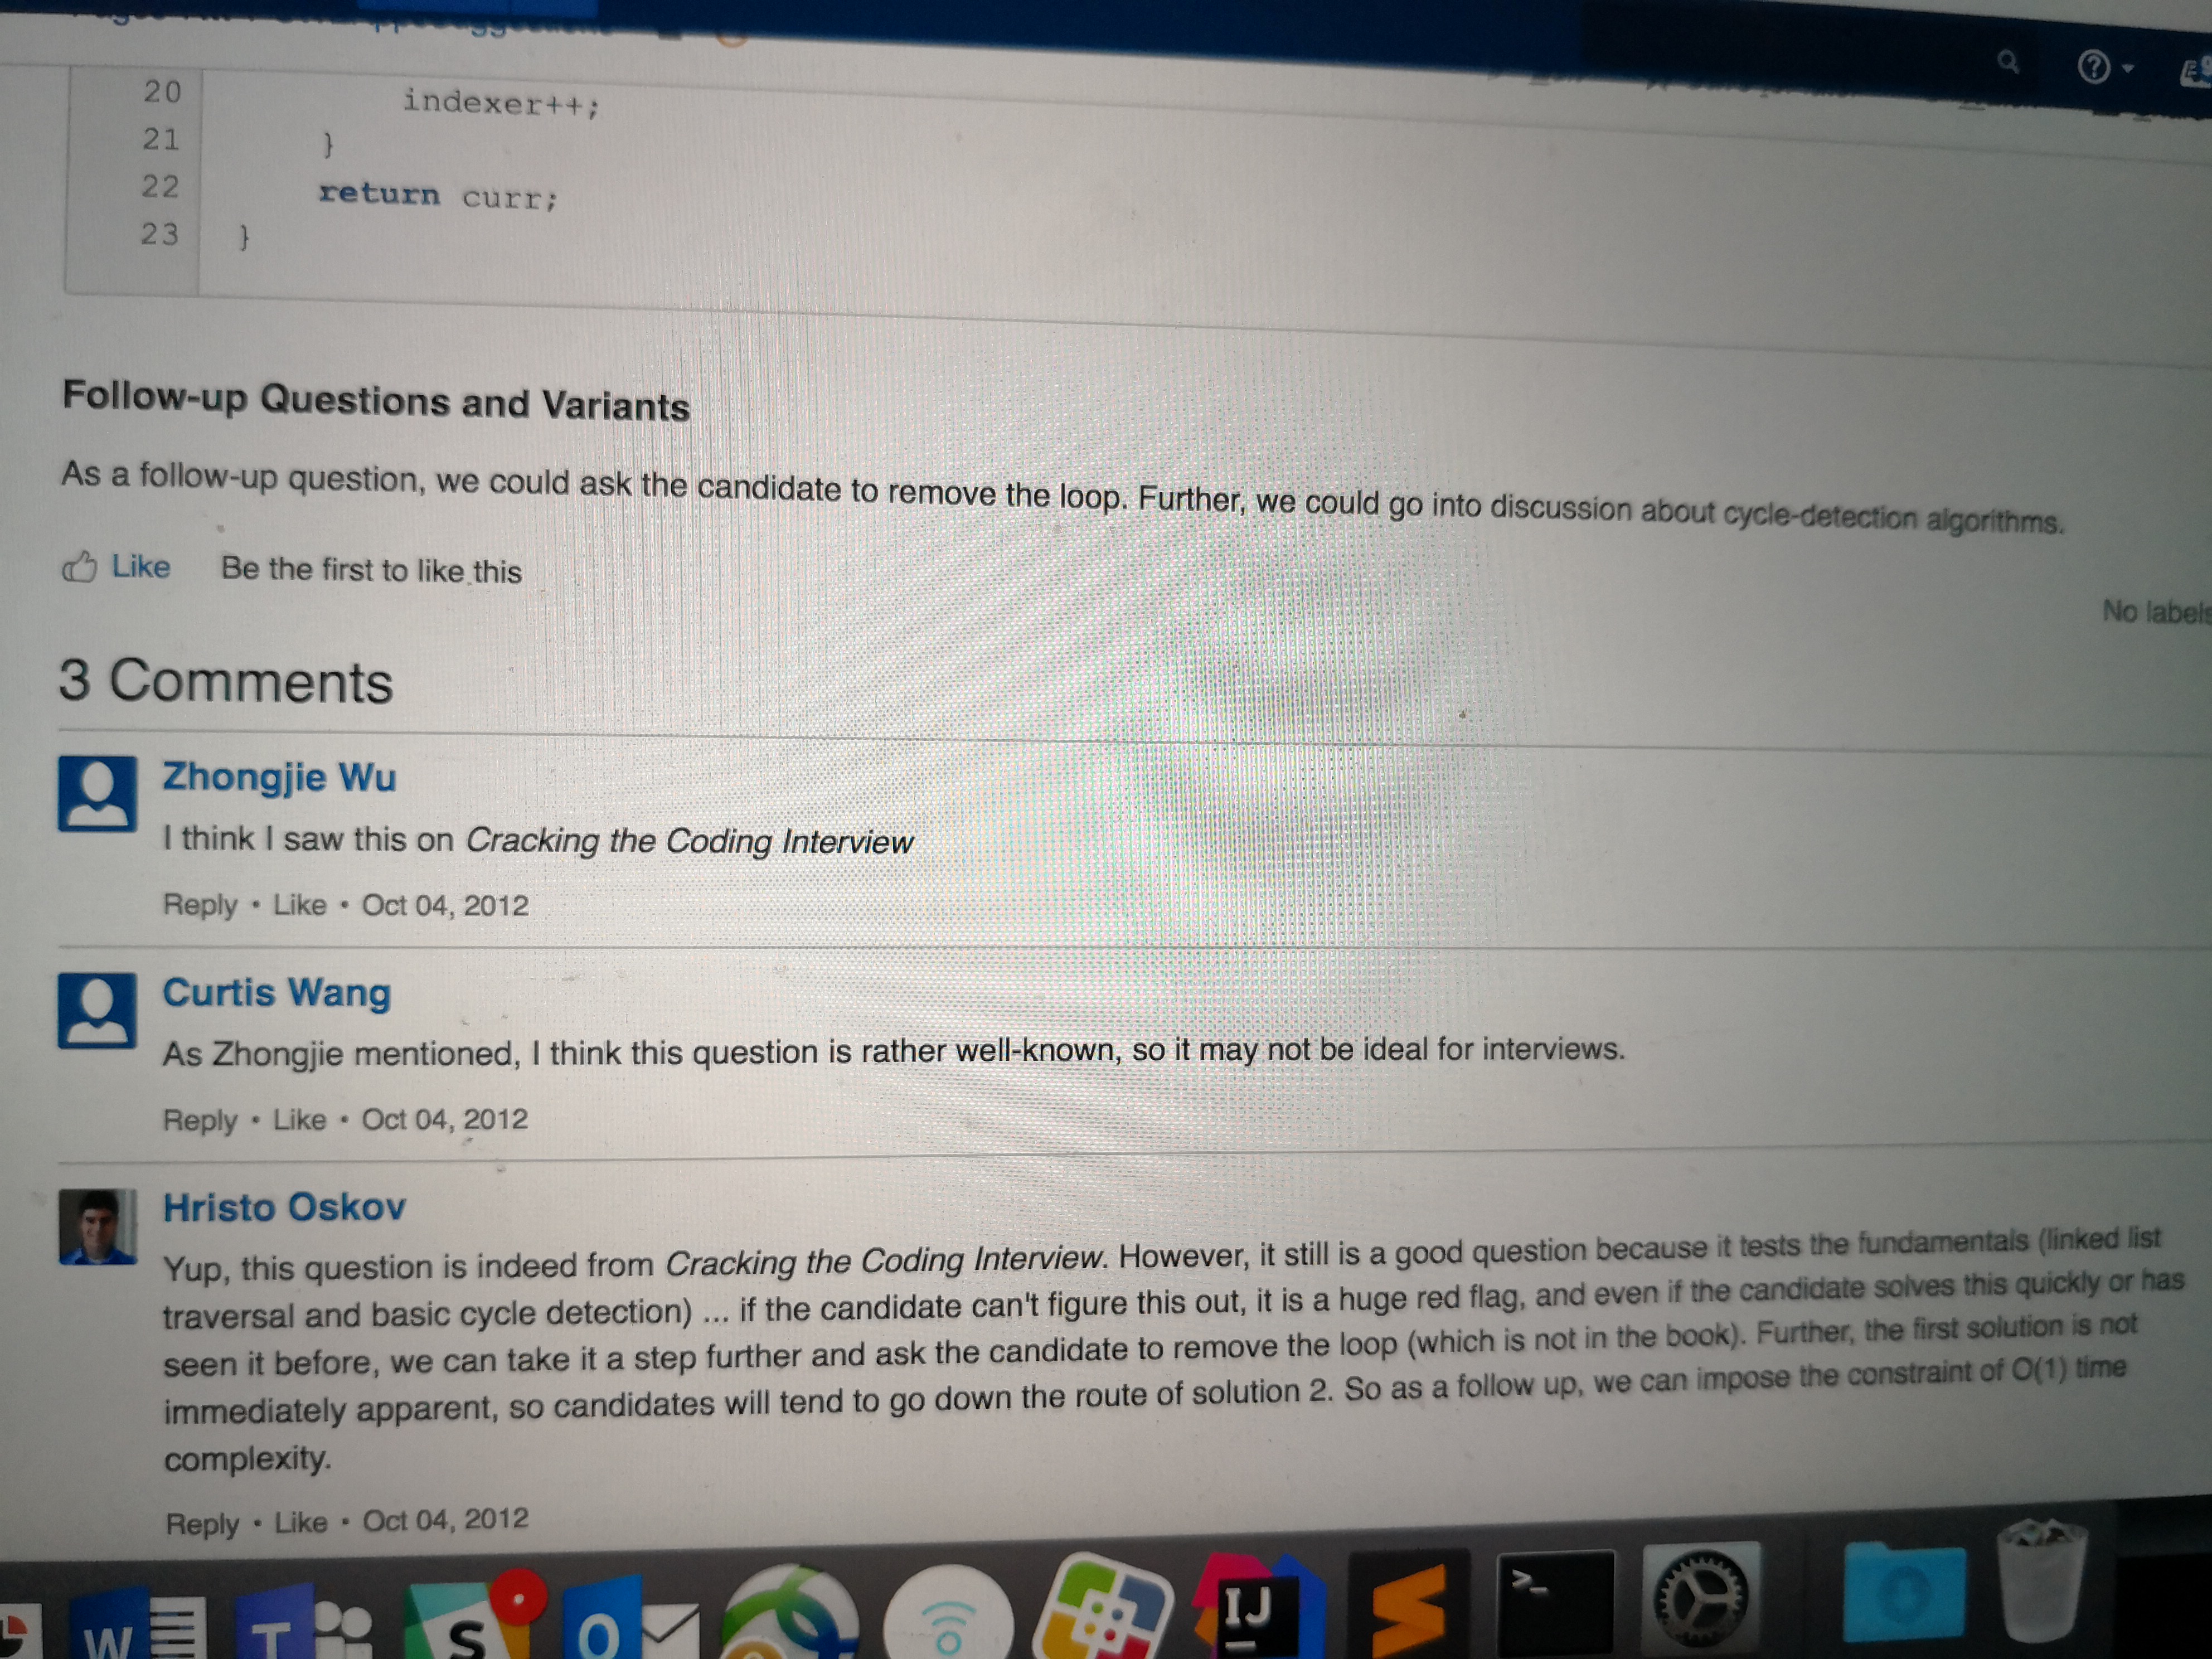 20 indexer++;
21 }
22 return curr;
23 }
Follow-up Questions and Variants
As a follow-up question, we could ask the candidate to remove the loop. Further, we could go into discussion about cycle-detection algorithms.
Like Be the first to like this
No labels
3 Comments
Zhongjie Wu
I think I saw this on Cracking the Coding Interview
Reply • Like • Oct 04, 2012
Curtis Wang
As Zhongjie mentioned, I think this question is rather well-known, so it may not be ideal for interviews.
Reply • Like • Oct 04, 2012
Hristo Oskov
Yup, this question is indeed from Cracking the Coding Interview. However, it still is a good question because it tests the fundamentals (linked list
traversal and basic cycle detection) ... if the candidate can't figure this out, it is a huge red flag, and even if the candidate solves this quickly or has
seen it before, we can take it a step further and ask the candidate to remove the loop (which is not in the book). Further, the first solution is not
immediately apparent, so candidates will tend to go down the route of solution 2. So as a follow up, we can impose the constraint of O(1) time
complexity.
Reply • Like • Oct 04, 2012
W T S O IJ >_